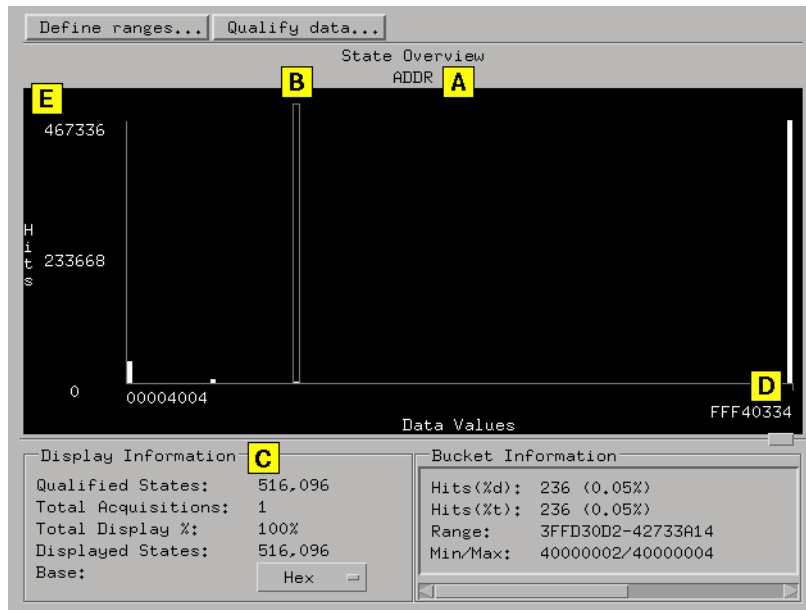 Define ranges... Qualify data...
State Overview
ADDR A
B
E
467336
Hits
233668
0
00004004
D
FFF40334
Data Values
Display Information C
Qualified States: 516,096
Total Acquisitions: 1
Total Display %: 100%
Displayed States: 516,096
Base: Hex
Bucket Information
Hits(%d): 236 (0.05%)
Hits(%t): 236 (0.05%)
Range: 3FFD30D2-42733A14
Min/Max: 40000002/40000004